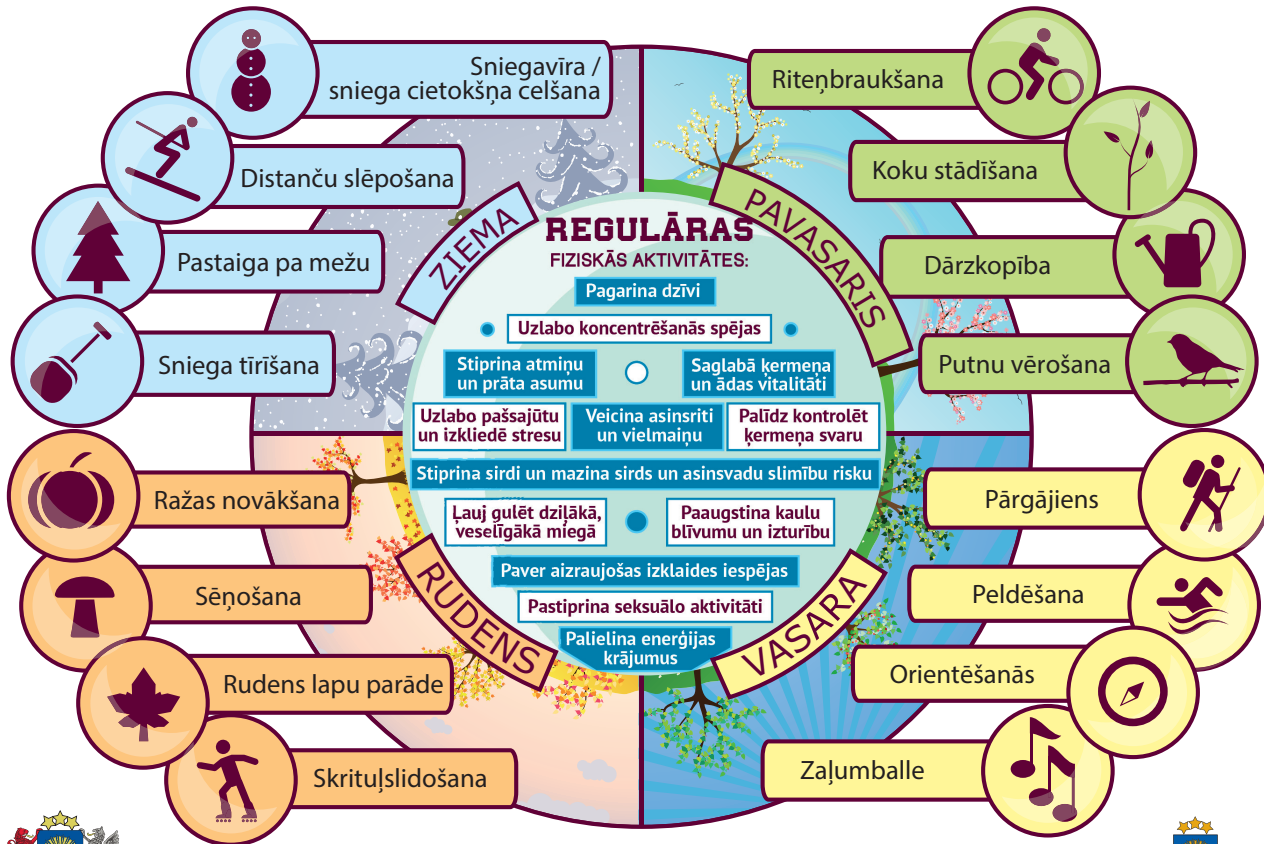 Sniegavīra /
sniega cietokšņa celšana
Distanču slēpošana
Pastaiga pa mežu
Sniega tīrīšana
ZIEMA
Riteņbraukšana
Koku stādīšana
Dārzkopība
Putnu vērošana
PAVASARIS
REGULĀRAS
FIZISKĀS AKTIVITĀTES:
Pagarina dzīvi
Uzlabo koncentrēšanās spējas
Stiprina atmiņu
un prāta asumu
Saglabā ķermeņa
un ādas vitalitāti
Uzlabo pašsajūtu
un izkliedē stresu
Veicina asinsriti
un vielmaiņu
Palīdz kontrolēt
ķermeņa svaru
Stiprina sirdi un mazina sirds un asinsvadu slimību risku
Ļauj gulēt dziļākā,
veselīgākā miegā
Paaugstina kaulu
blīvumu un izturību
Paver aizraujošas izklaides iespējas
Pastiprina seksuālo aktivitāti
Palielina enerģijas
krājumus
RUDENS
Ražas novākšana
Sēņošana
Rudens lapu parāde
Skrituļslidošana
VASARA
Pārgājiens
Peldēšana
Orientēšanās
Zaļumballe